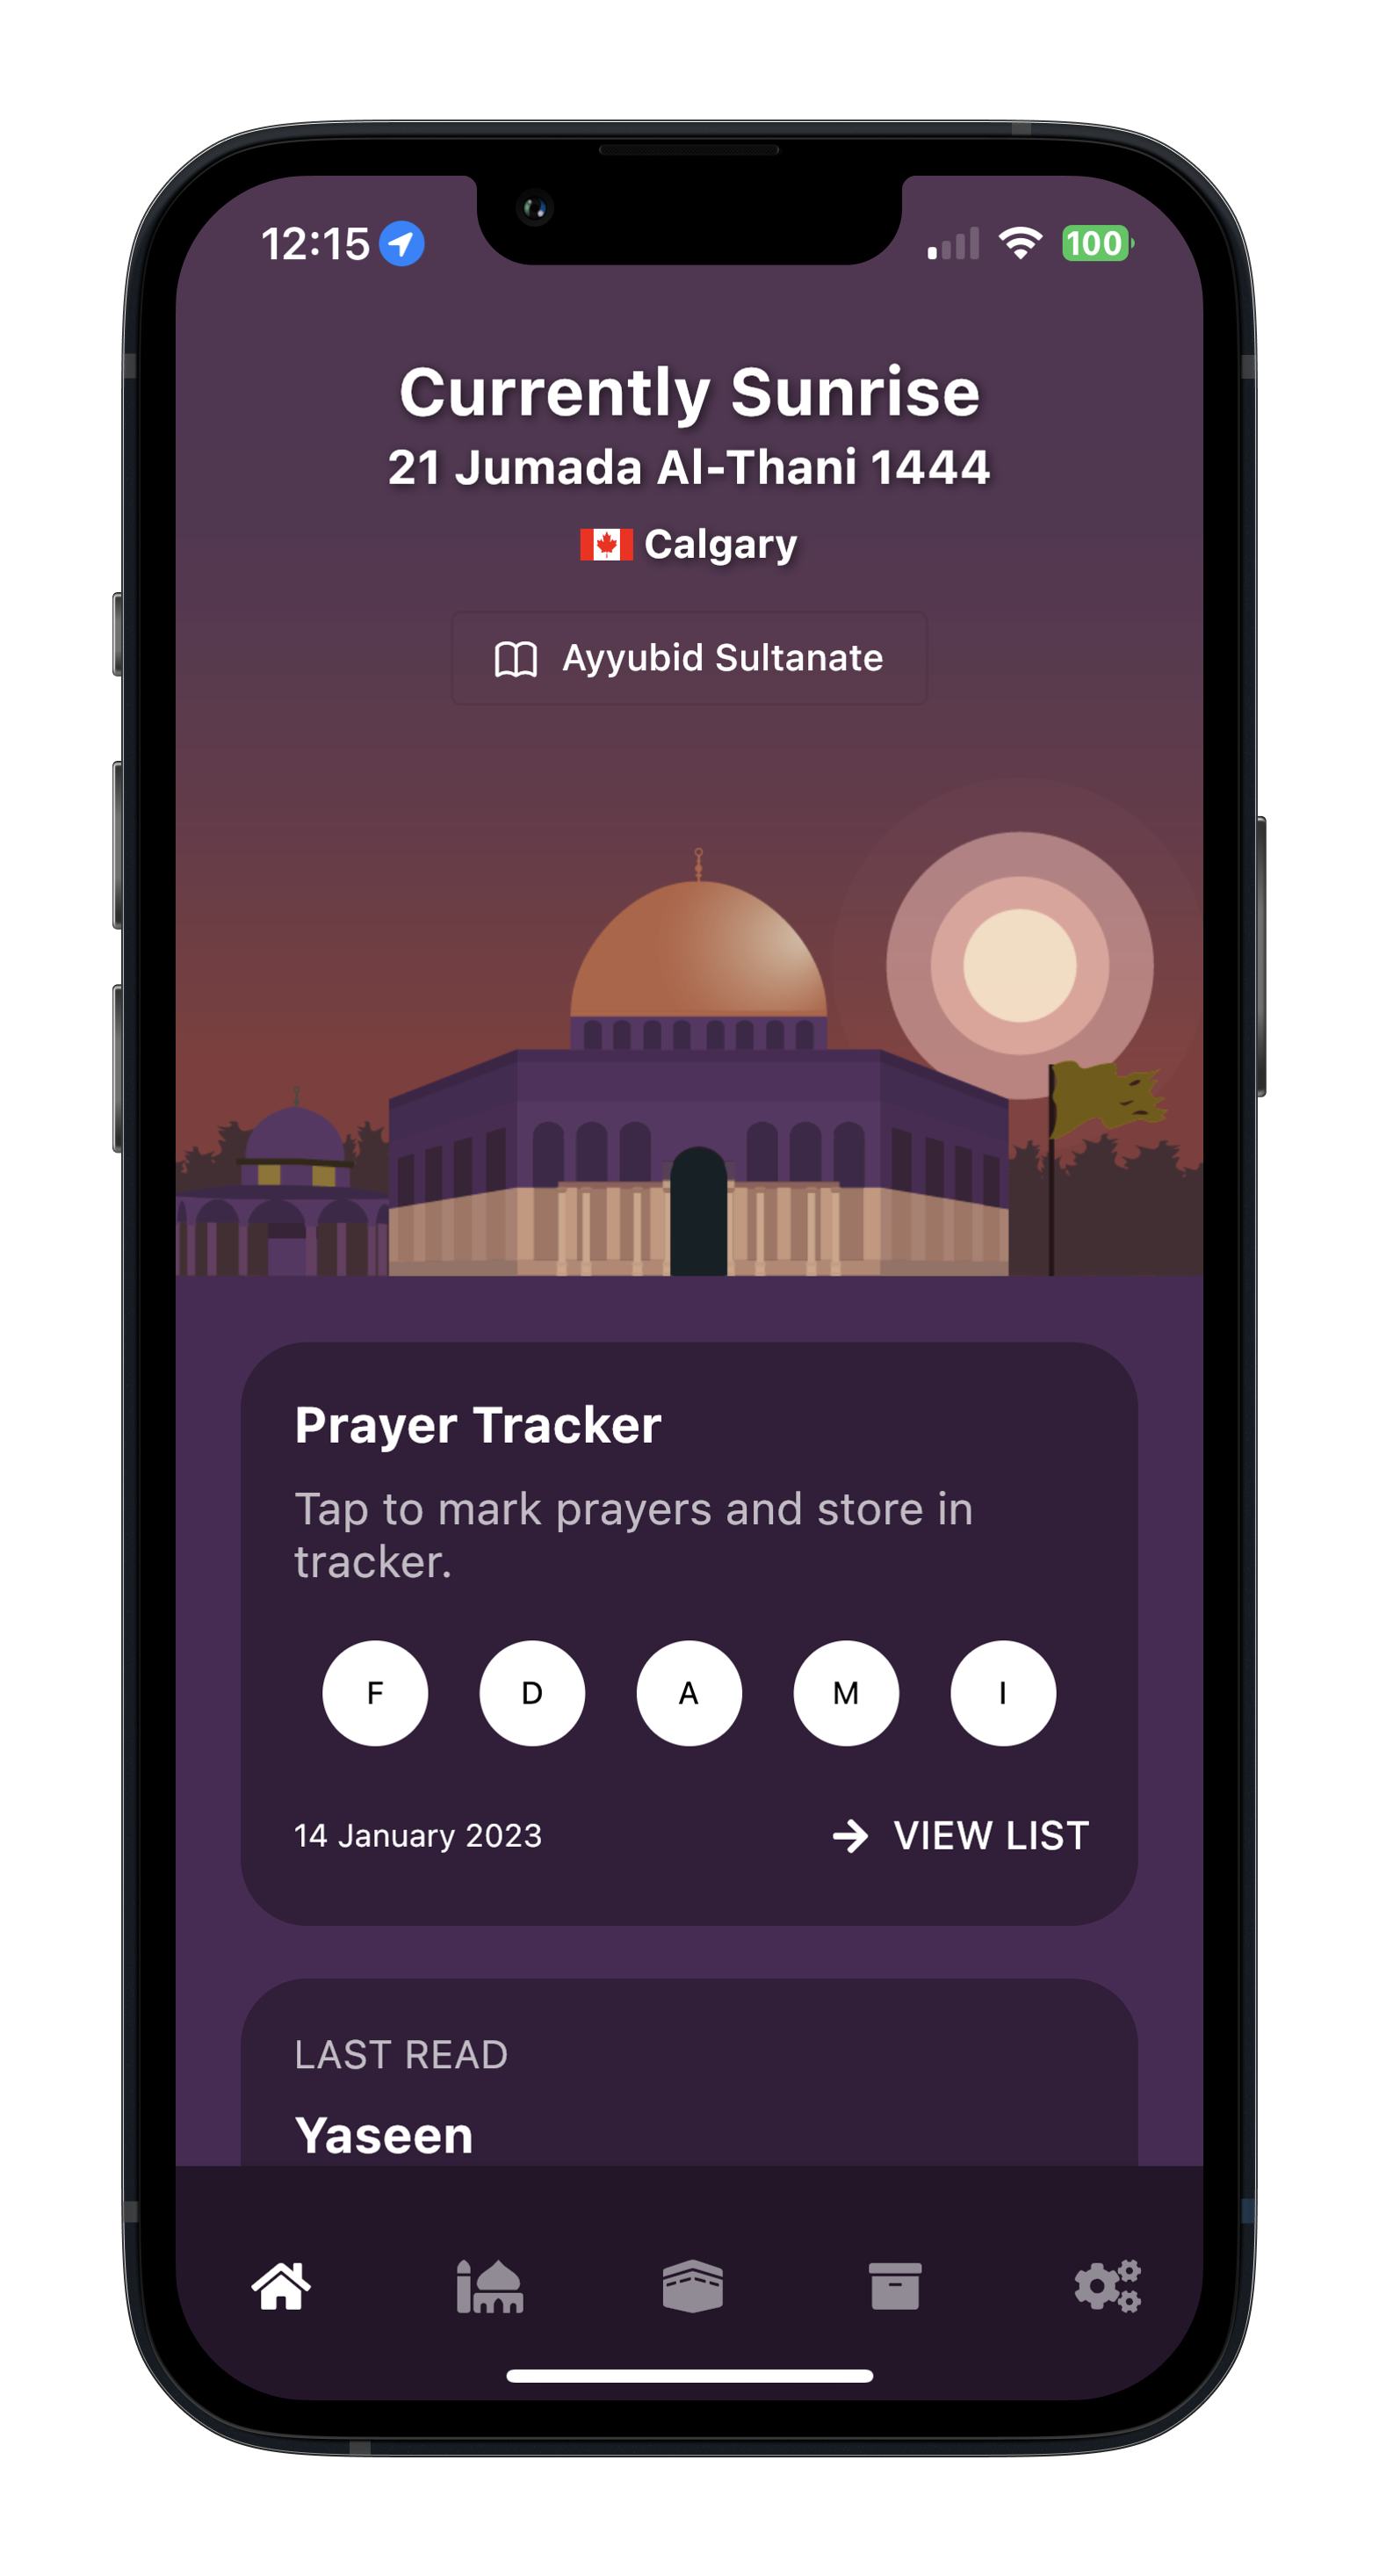 12:15
100
Currently Sunrise
21 Jumada Al-Thani 1444
Calgary
Ayyubid Sultanate
Prayer Tracker
Tap to mark prayers and store in
tracker.
F D A M I
14 January 2023
VIEW LIST
LAST READ
Yaseen